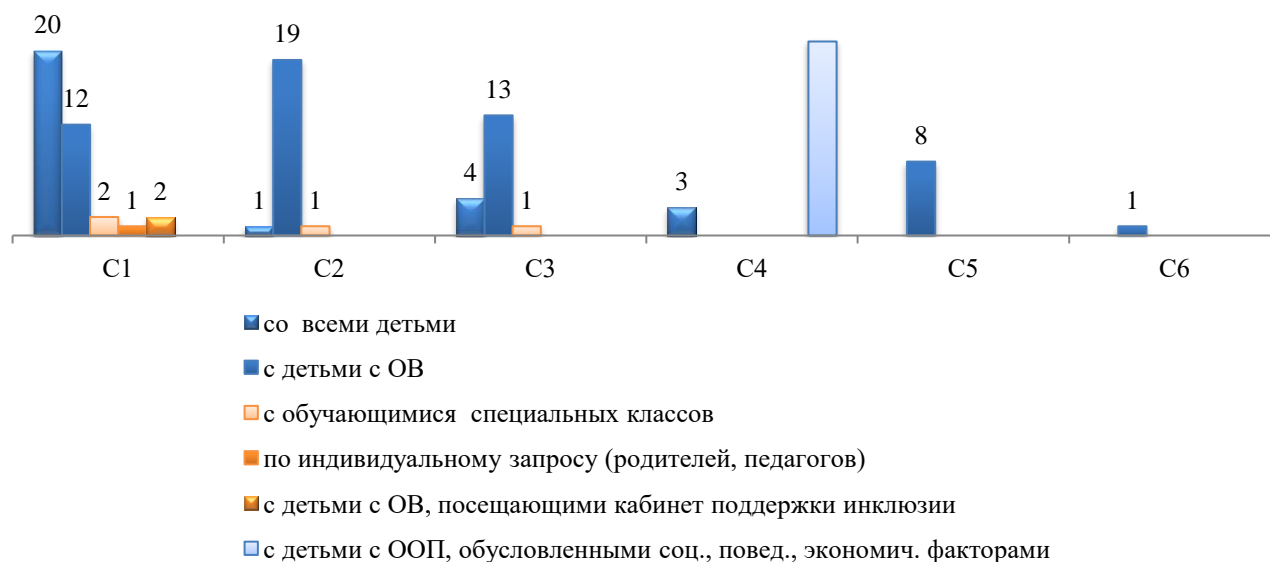 20
12
2
1
2
1
19
1
4
13
1
3
8
1
С1
С2
С3
С4
С5
С6
со всеми детьми
с детьми с ОВ
с обучающимися специальных классов
по индивидуальному запросу (родителей, педагогов)
с детьми с ОВ, посещающими кабинет поддержки инклюзии
с детьми с ООП, обусловленными соц., повед., экономич. факторами